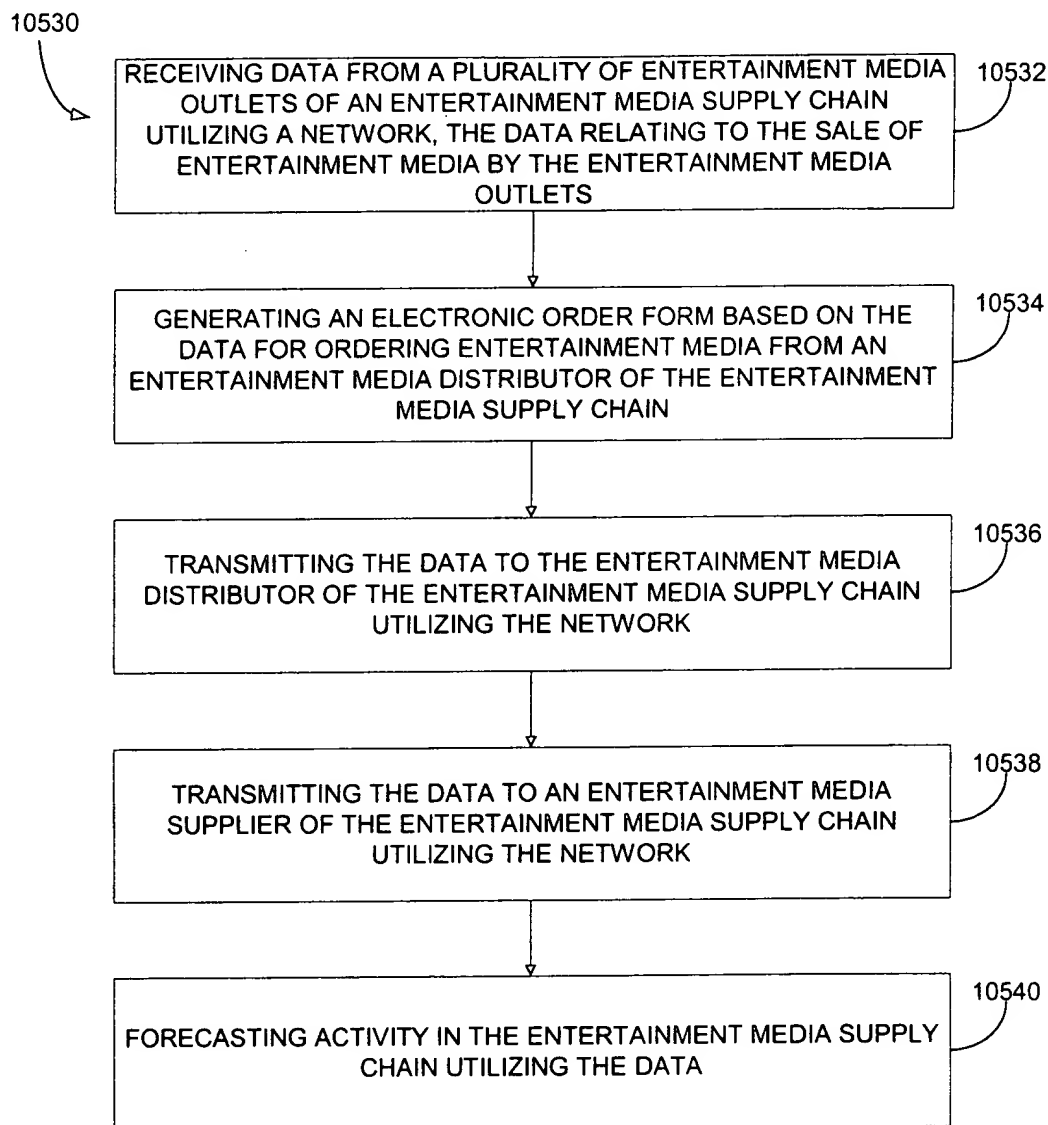 10530
RECEIVING DATA FROM A PLURALITY OF ENTERTAINMENT MEDIA
OUTLETS OF AN ENTERTAINMENT MEDIA SUPPLY CHAIN
UTILIZING A NETWORK, THE DATA RELATING TO THE SALE OF
ENTERTAINMENT MEDIA BY THE ENTERTAINMENT MEDIA
OUTLETS
10532
GENERATING AN ELECTRONIC ORDER FORM BASED ON THE
DATA FOR ORDERING ENTERTAINMENT MEDIA FROM AN
ENTERTAINMENT MEDIA DISTRIBUTOR OF THE ENTERTAINMENT
MEDIA SUPPLY CHAIN
10534
TRANSMITTING THE DATA TO THE ENTERTAINMENT MEDIA
DISTRIBUTOR OF THE ENTERTAINMENT MEDIA SUPPLY CHAIN
UTILIZING THE NETWORK
10536
TRANSMITTING THE DATA TO AN ENTERTAINMENT MEDIA
SUPPLIER OF THE ENTERTAINMENT MEDIA SUPPLY CHAIN
UTILIZING THE NETWORK
10538
FORECASTING ACTIVITY IN THE ENTERTAINMENT MEDIA SUPPLY
CHAIN UTILIZING THE DATA
10540